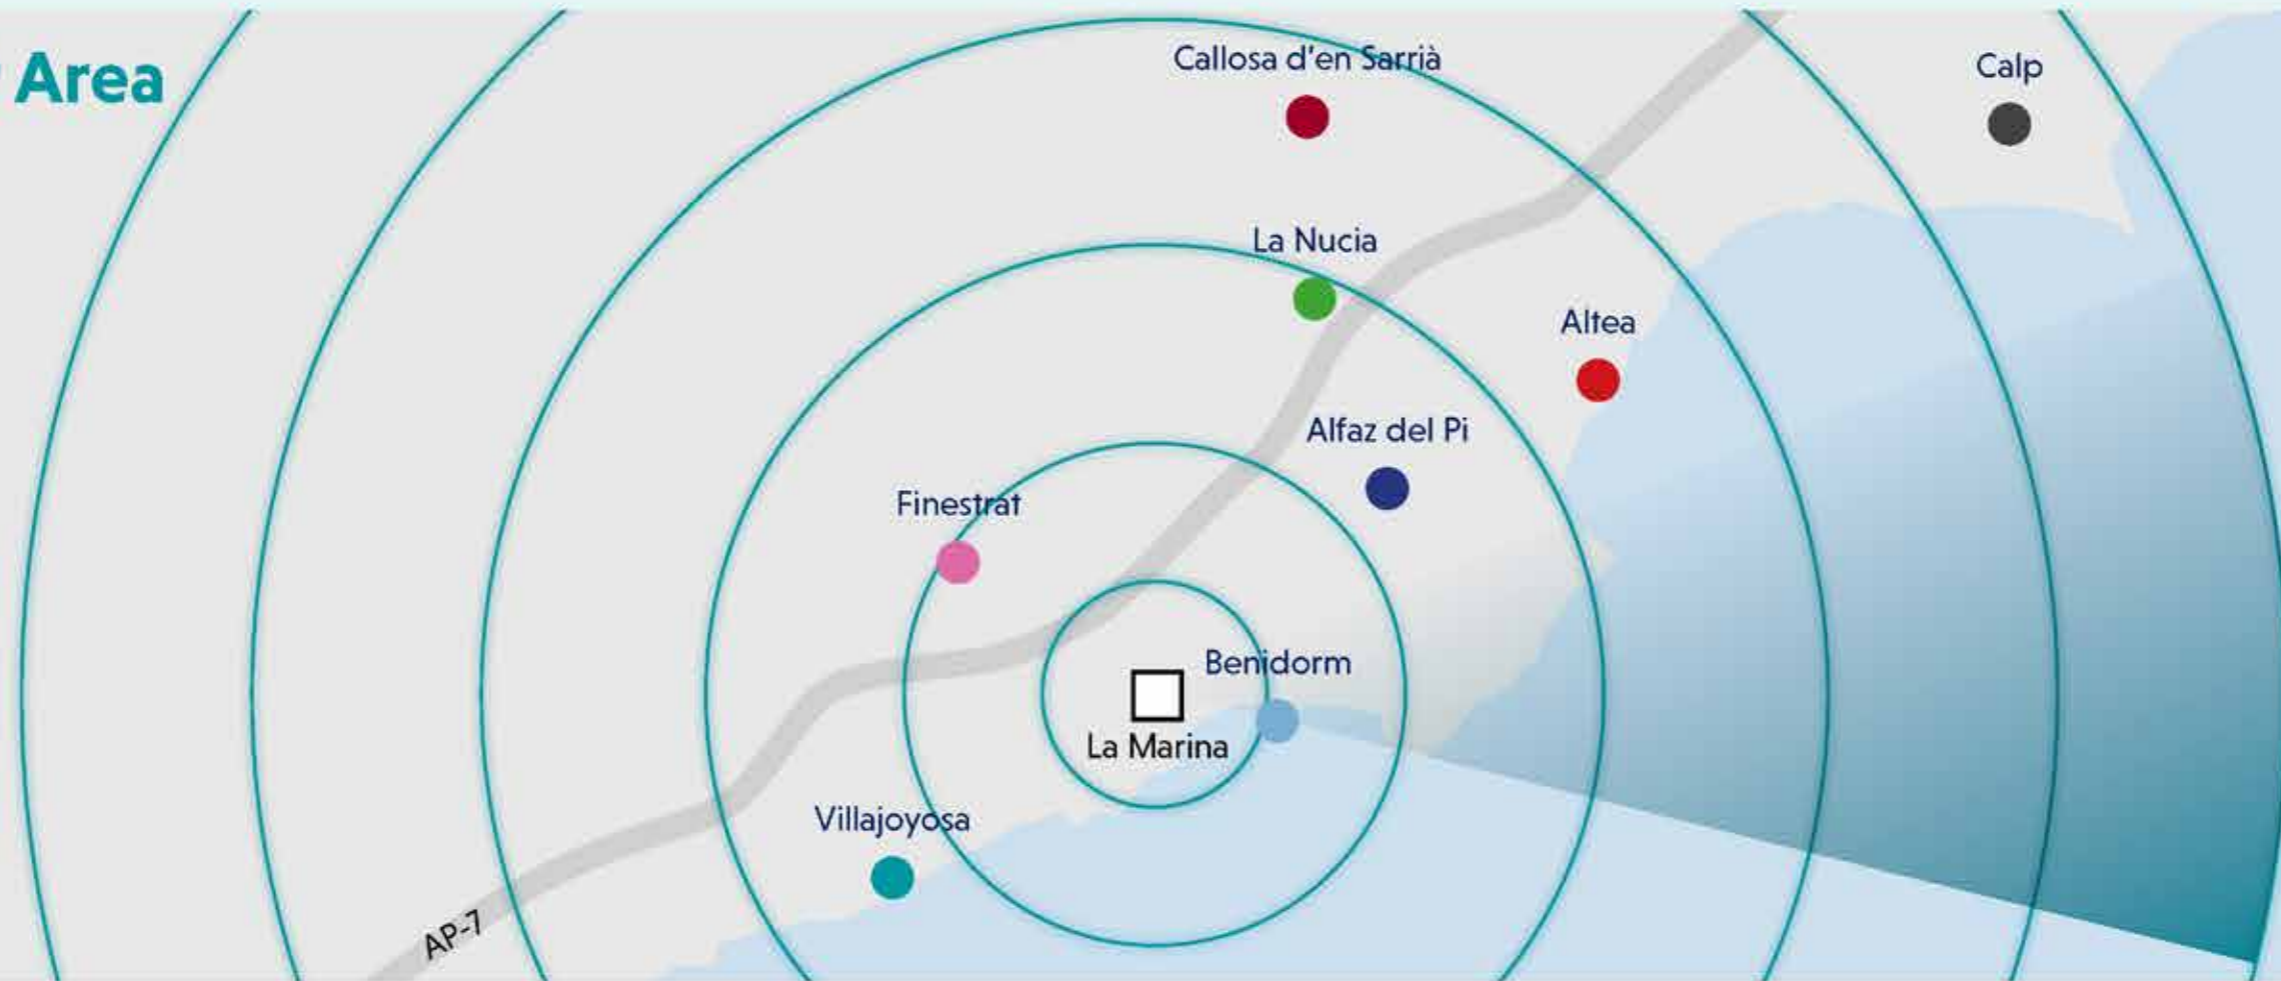 Area
Callosa d'en Sarrià
Calp
La Nucia
Altea
Alfaz del Pi
Finestrat
Benidorm
La Marina
Villajoyosa
AP-7